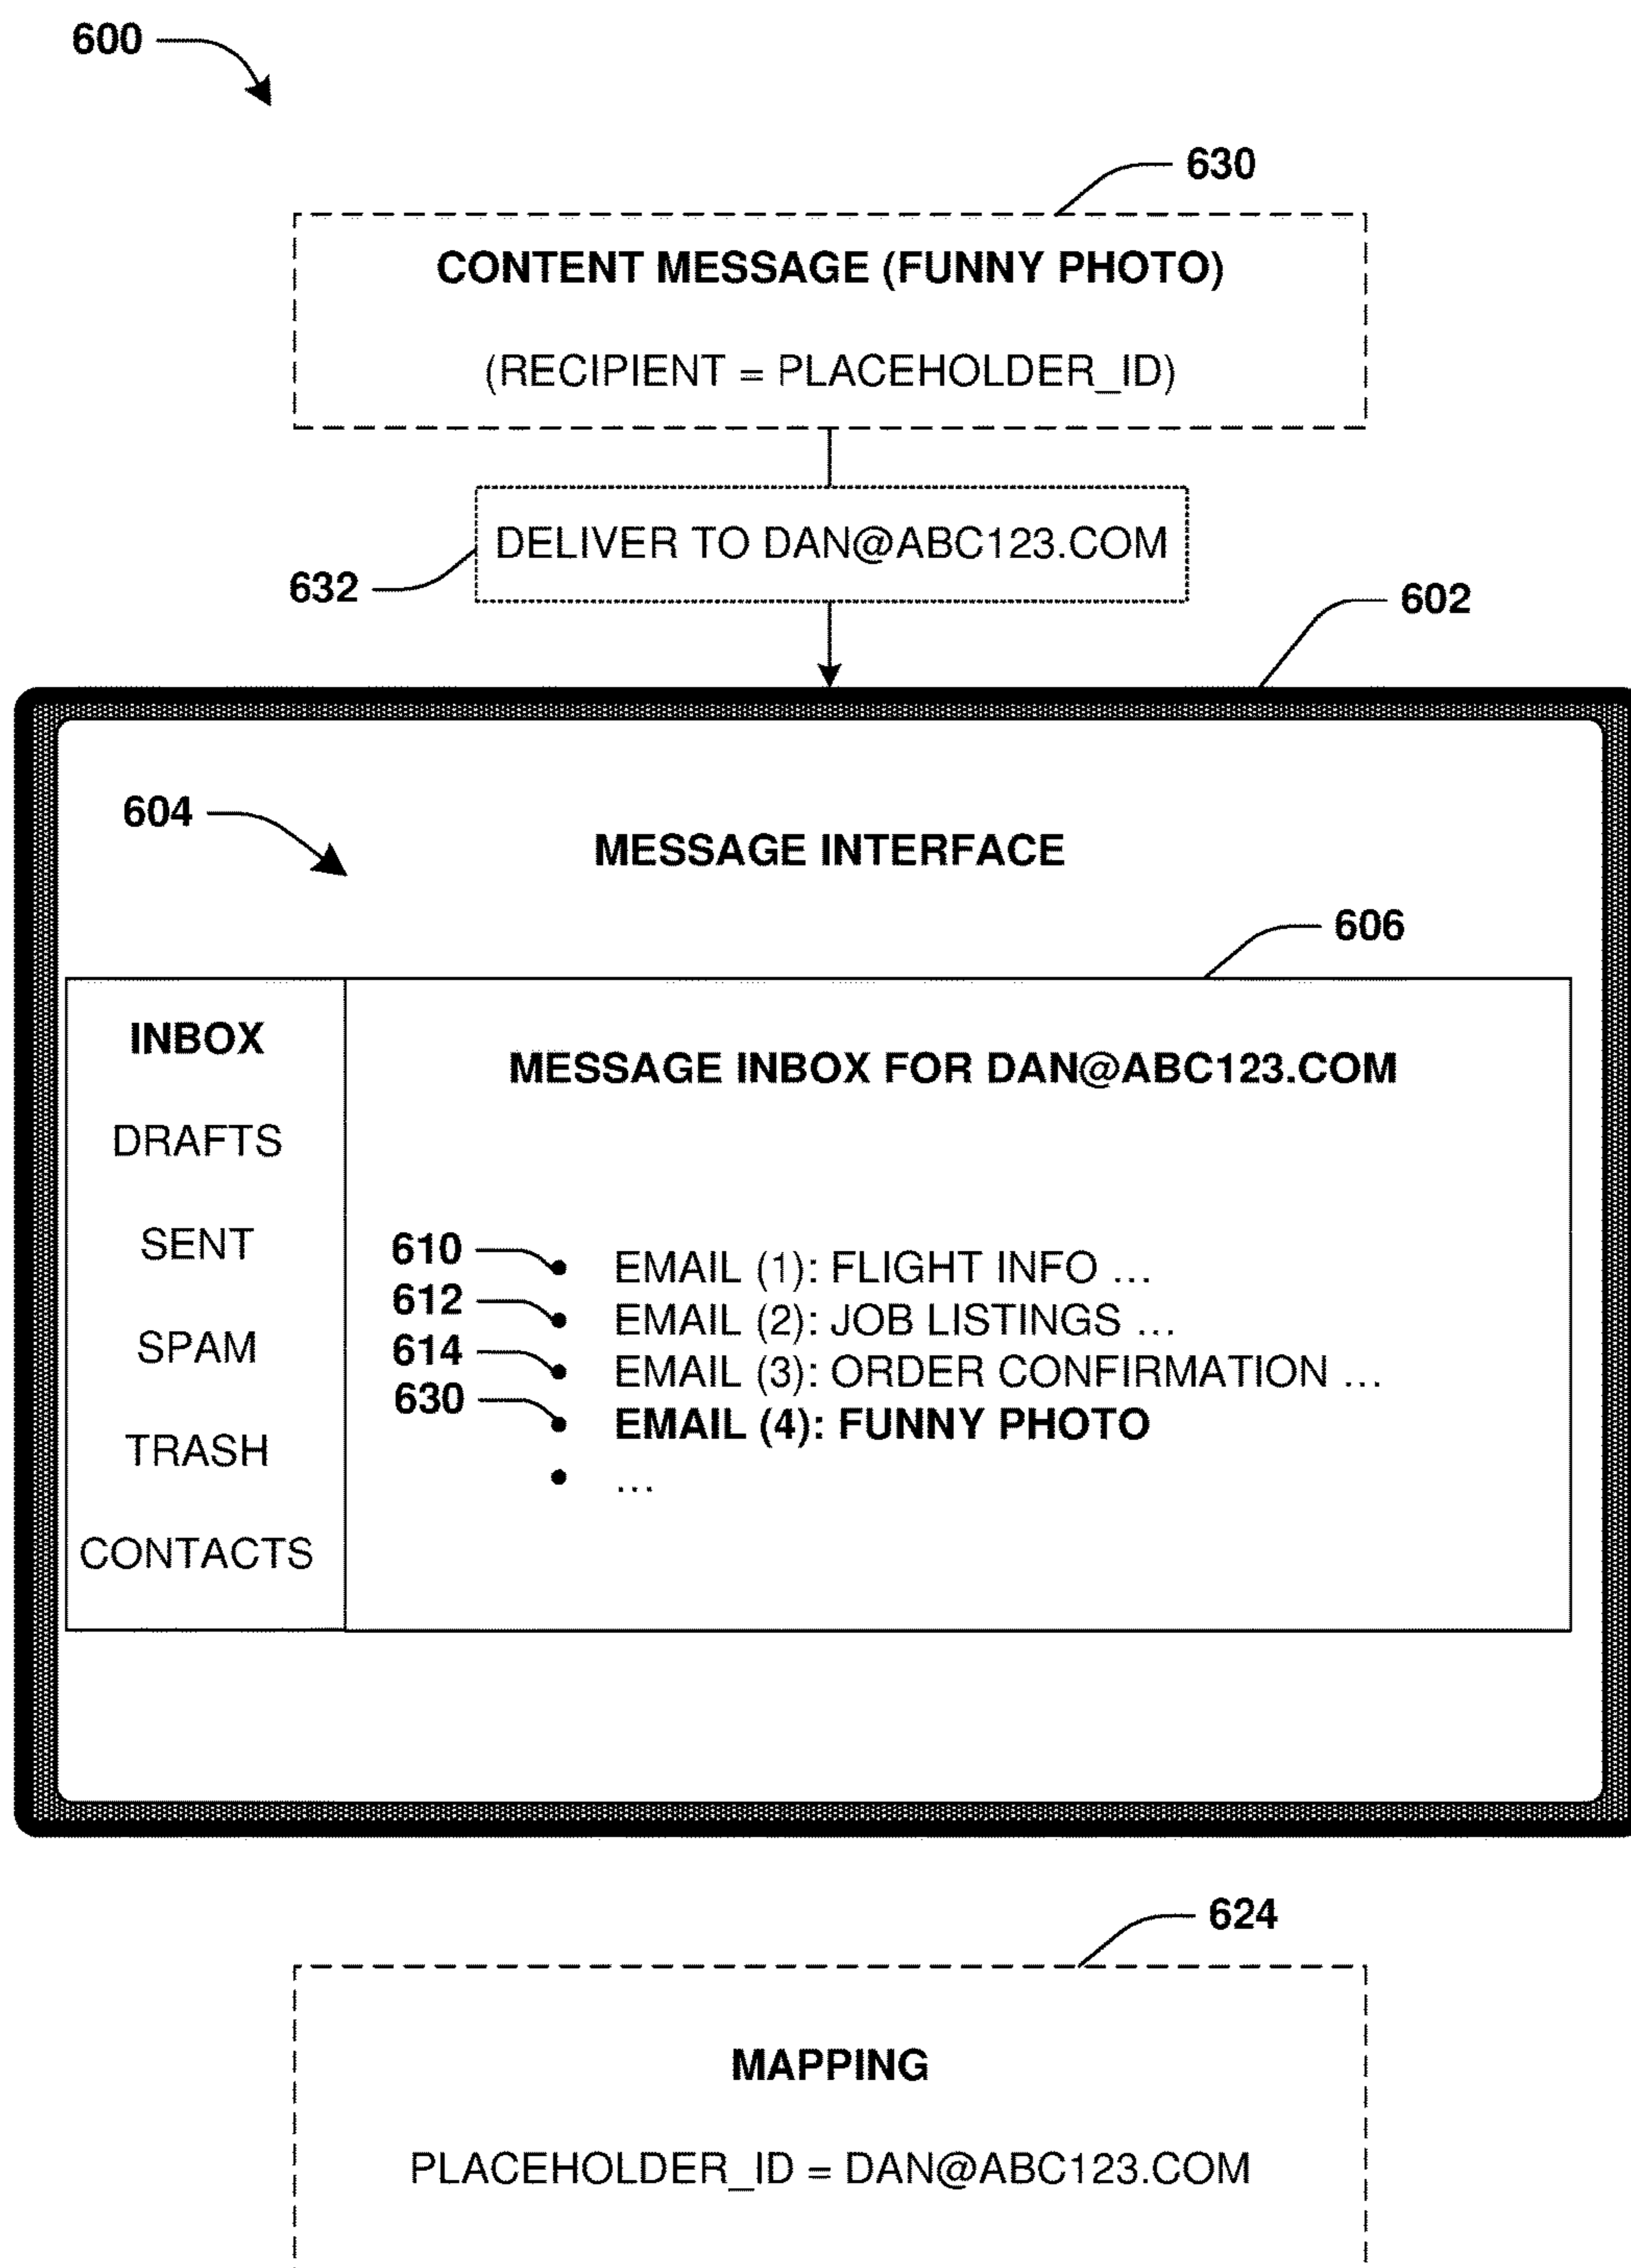 600
630
CONTENT MESSAGE (FUNNY PHOTO)
(RECIPIENT = PLACEHOLDER_ID)
DELIVER TO DAN@ABC123.COM
632
602
604
MESSAGE INTERFACE
606
INBOX
DRAFTS
SENT
SPAM
TRASH
CONTACTS
MESSAGE INBOX FOR DAN@ABC123.COM
610 • EMAIL (1): FLIGHT INFO ...
612 • EMAIL (2): JOB LISTINGS ...
614 • EMAIL (3): ORDER CONFIRMATION ...
630 • EMAIL (4): FUNNY PHOTO
• ...
624
MAPPING
PLACEHOLDER_ID = DAN@ABC123.COM